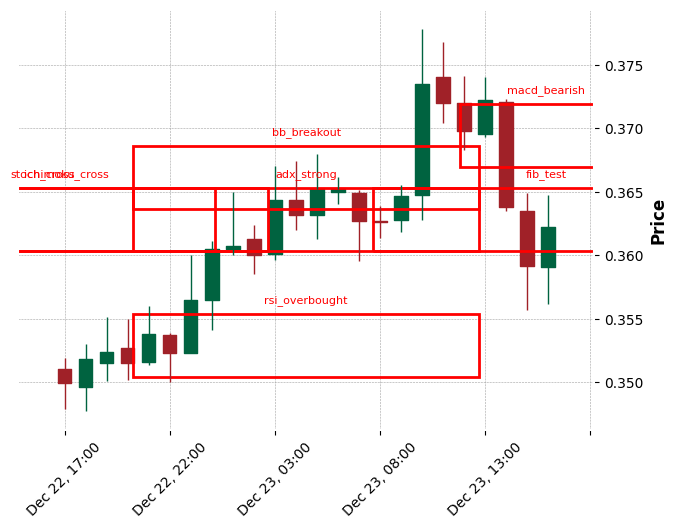 0.375
macd_bearish
0.370
bb_breakout
stoch_cross
ichimoku_cross
adx_strong
fib_test
0.365
0.360
0.355
0.350
rsi_overbought
Price
Dec 22, 17:00
Dec 22, 22:00
Dec 23, 03:00
Dec 23, 08:00
Dec 23, 13:00